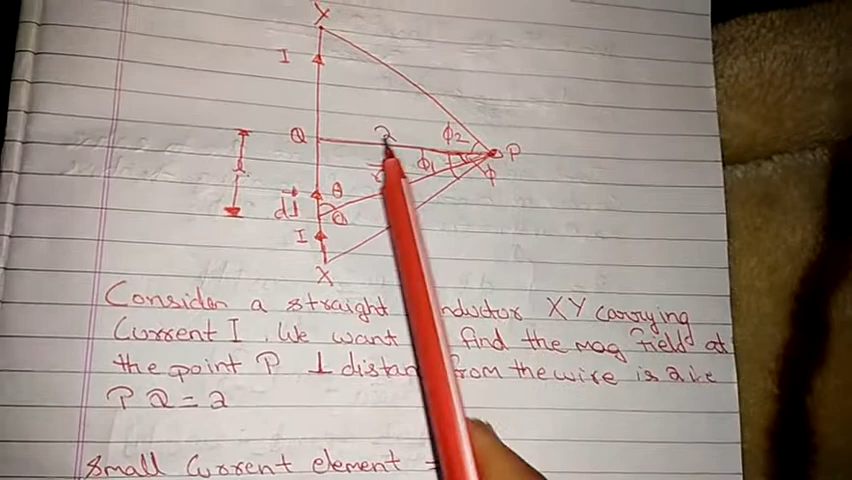 X
I
Q
a
ϕ2
P
l
r
ϕ1
ϕ
θ
dl
Q
I
X
Consider a straight nductor XY carrying
Current I. We want find the mag field at
the point P ⊥ distan from the wire is a i.e
PQ = a
small Current element =